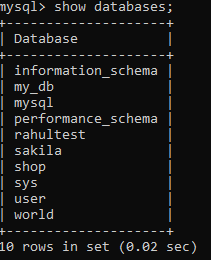 mysql> show databases;
+--------------------+
| Database           |
+--------------------+
| information_schema |
| my_db              |
| mysql              |
| performance_schema |
| rahultest          |
| sakila             |
| shop               |
| sys                |
| user               |
| world              |
+--------------------+
10 rows in set (0.02 sec)